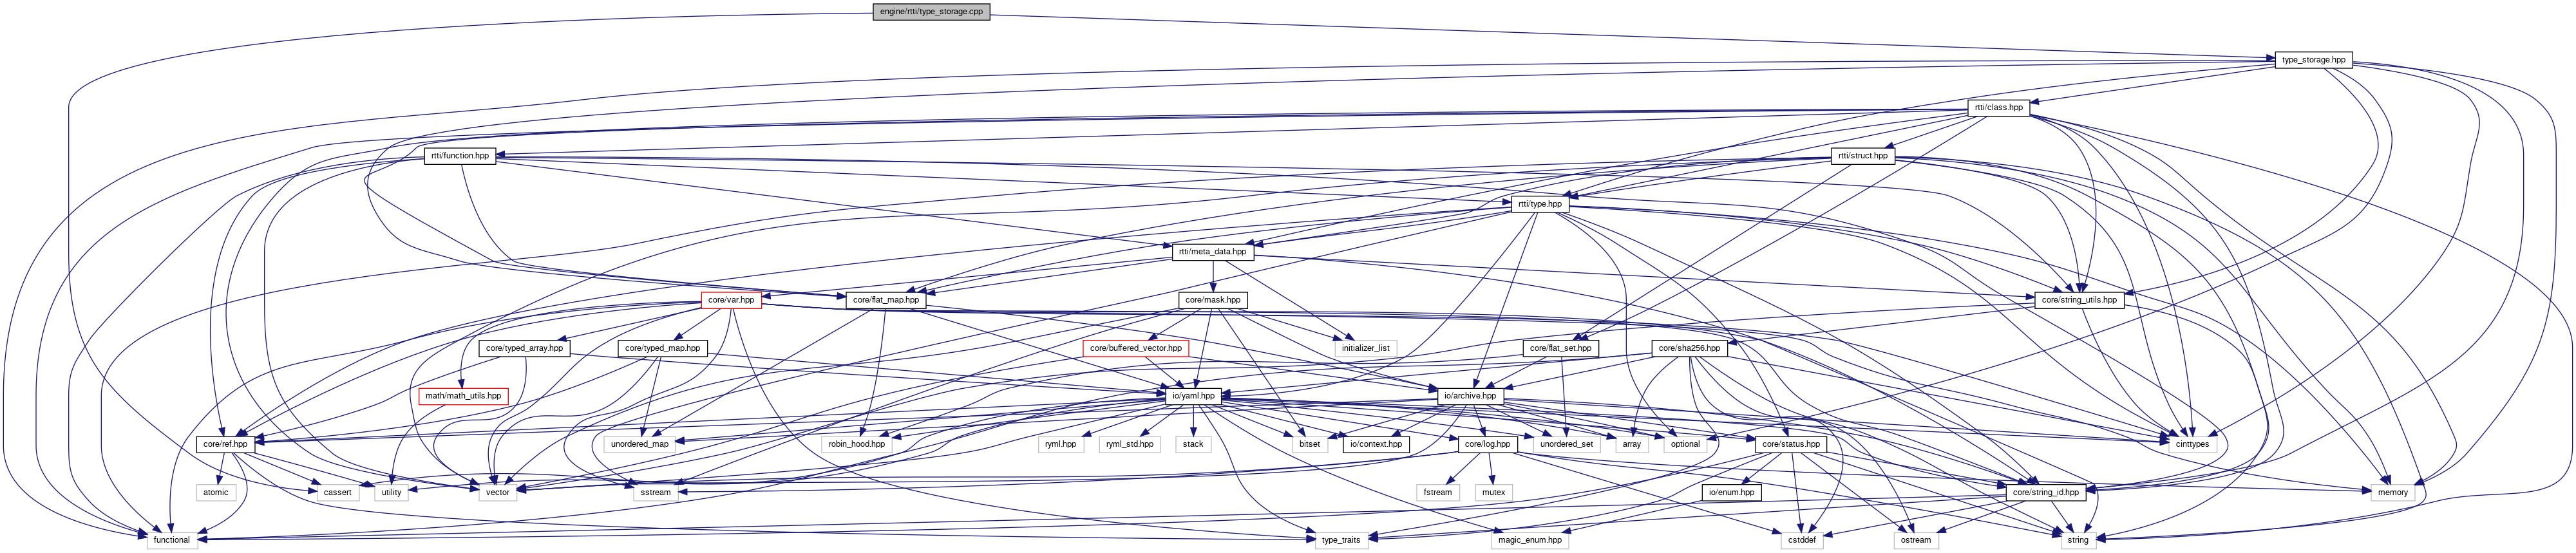 engine/rtti/type_storage.cpp
type_storage.hpp
rtti/class.hpp
rtti/function.hpp
rtti/struct.hpp
rtti/type.hpp
rtti/meta_data.hpp
core/var.hpp
core/flat_map.hpp
core/mask.hpp
core/string_utils.hpp
core/typed_array.hpp
core/typed_map.hpp
core/buffered_vector.hpp
initializer_list
core/flat_set.hpp
core/sha256.hpp
math/math_utils.hpp
io/yaml.hpp
io/archive.hpp
core/ref.hpp
unordered_map
robin_hood.hpp
ryml.hpp
ryml_std.hpp
stack
bitset
io/context.hpp
core/log.hpp
unordered_set
array
optional
core/status.hpp
cinttypes
atomic
cassert
utility
vector
sstream
fstream
mutex
io/enum.hpp
core/string_id.hpp
memory
functional
type_traits
magic_enum.hpp
cstddef
ostream
string